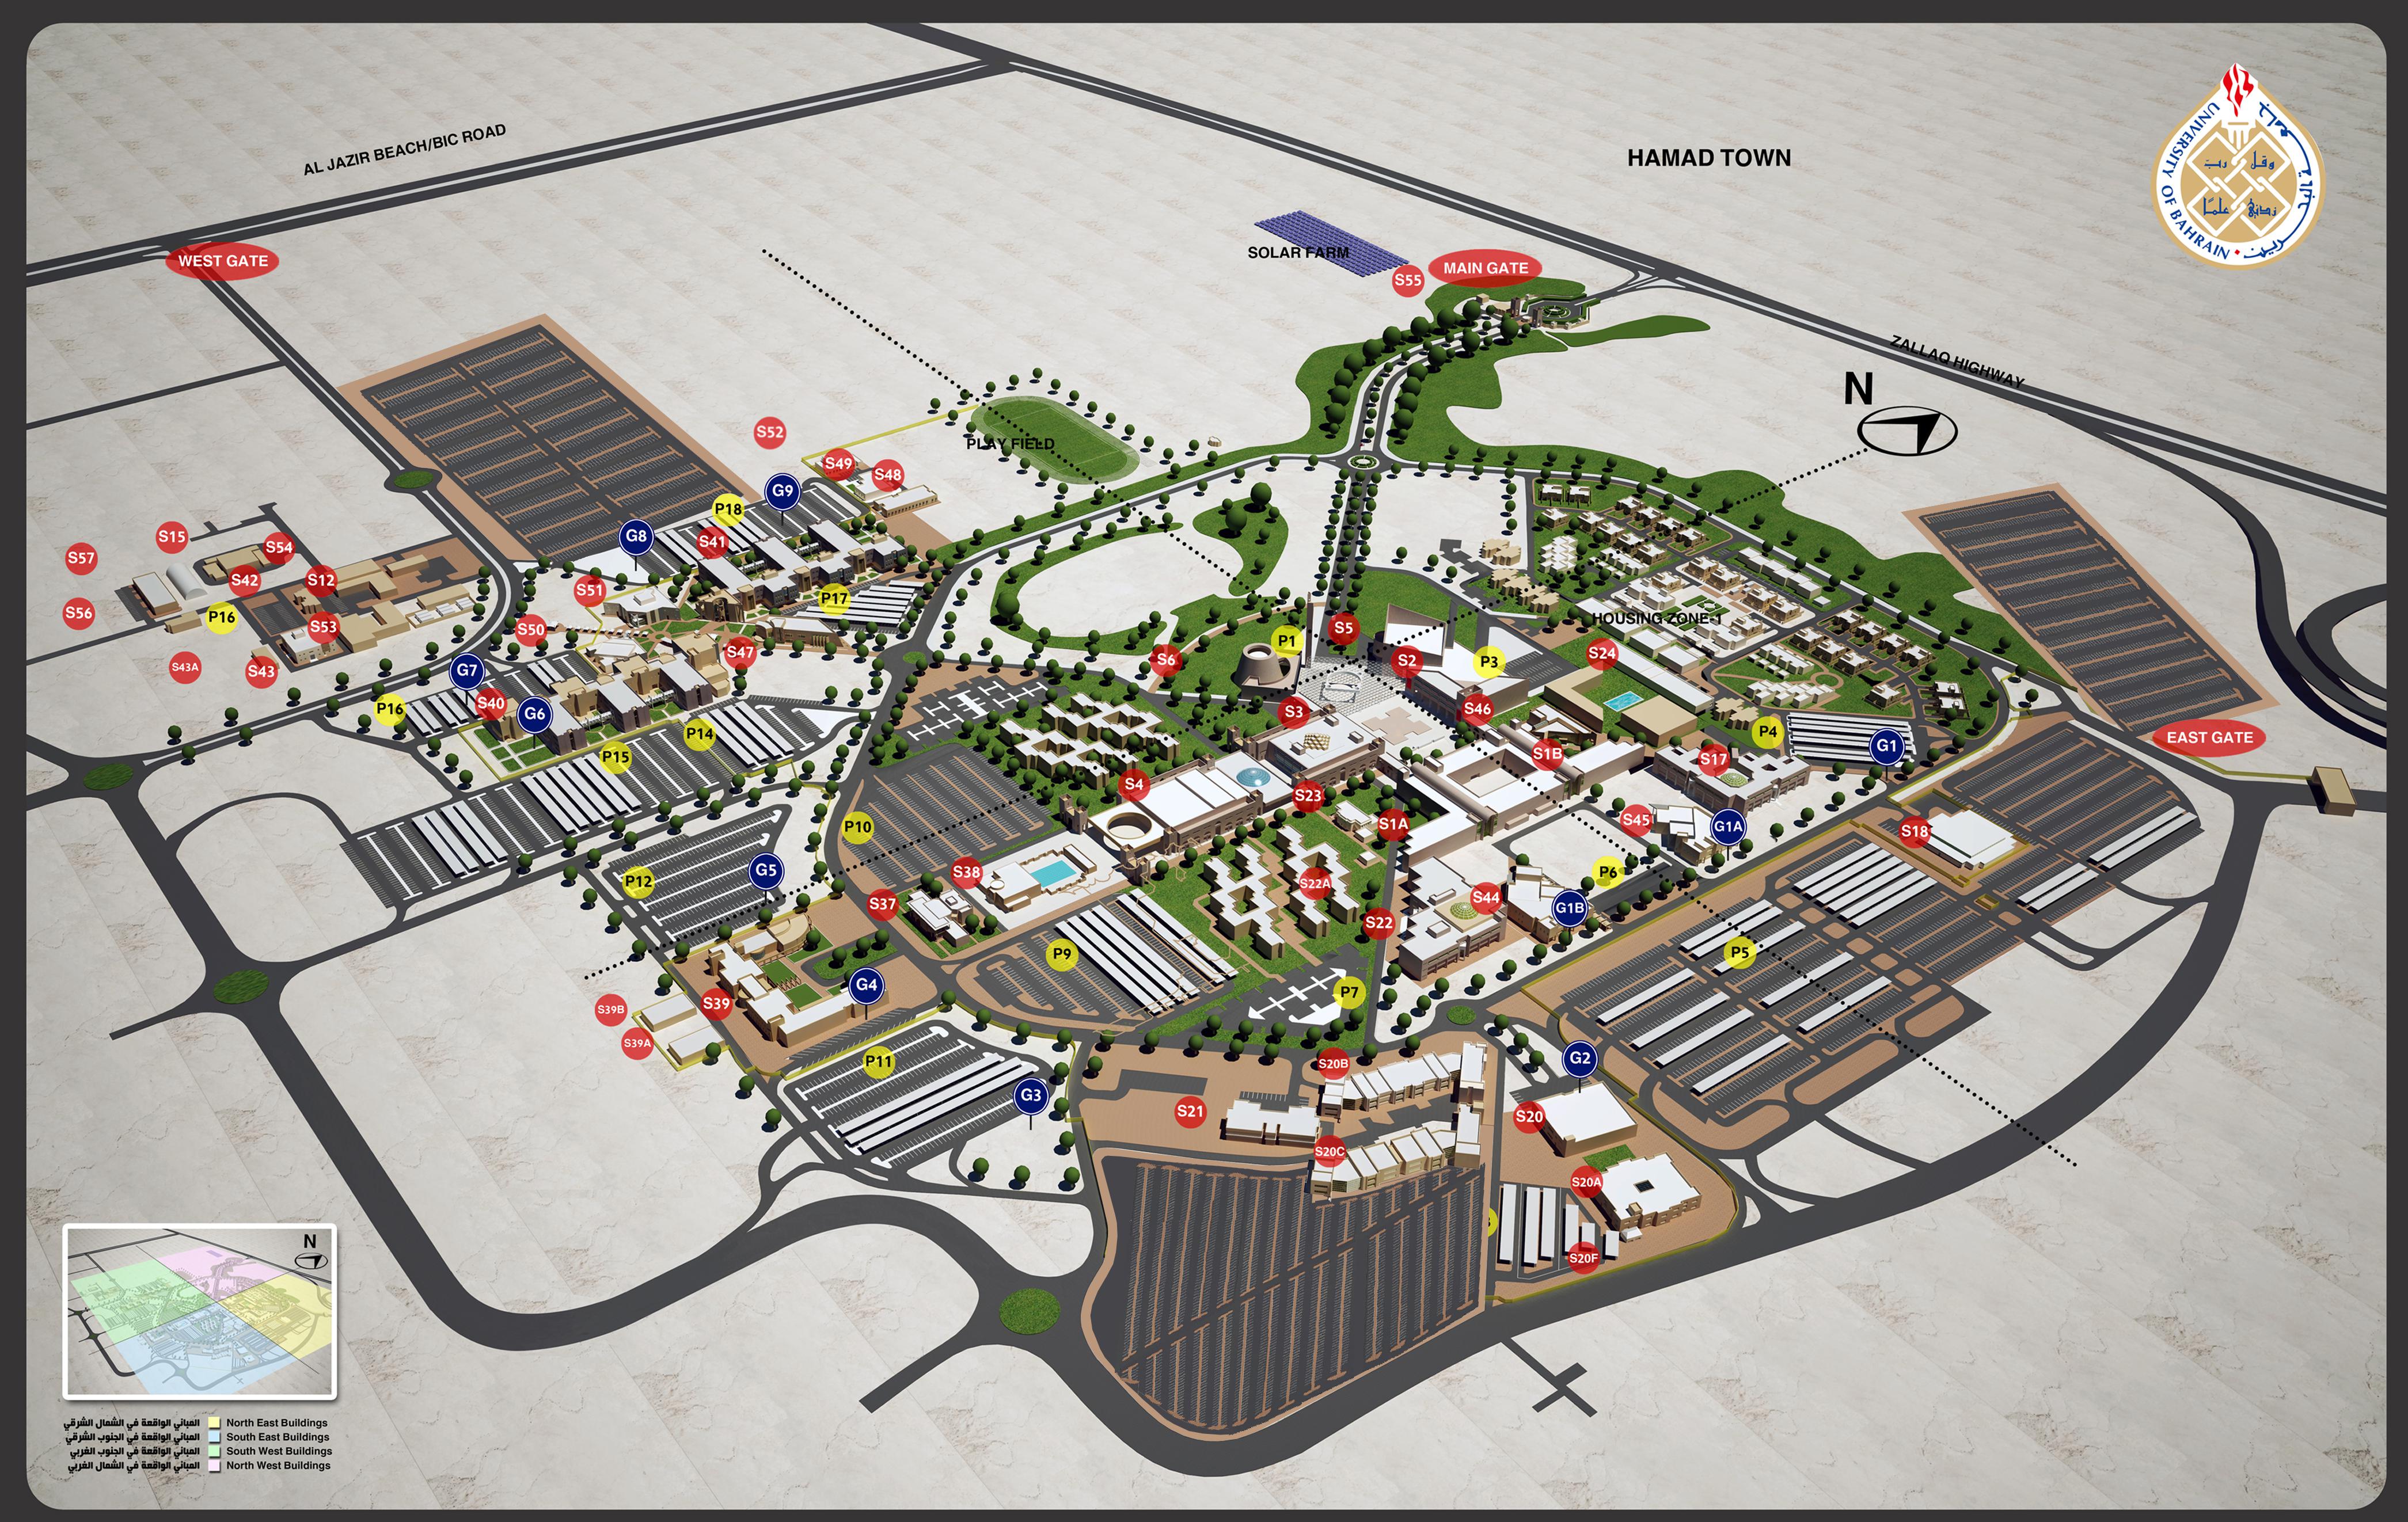 AL JAZIR BEACH/BIC ROAD
HAMAD TOWN
UNIVERSITY OF BAHRAIN
جامعة البحرين
وقل رب
زدني علمًا
WEST GATE
SOLAR FARM
S55
MAIN GATE
ZALLAQ HIGHWAY
N
S52
PLAY FIELD
S49
S48
G9
P18
G8
S41
S15
S54
S57
S42
S12
S51
P17
S56
P16
S53
S50
S47
S43A
S43
G7
S40
P16
G6
P14
P15
P1
S5
S6
S2
P3
S24
HOUSING ZONE-1
S3
S46
S1B
P4
G1
S17
EAST GATE
S4
S23
S1A
S45
G1A
S18
P10
P12
G5
S38
S37
S22A
P6
S44
G1B
S22
P9
P5
G4
P7
S39B
S39
S39A
P11
G3
S20B
G2
S21
S20
S20C
S20A
S20F
N
المباني الواقعة في الشمال الشرقي North East Buildings
المباني الواقعة في الجنوب الشرقي South East Buildings
المباني الواقعة في الجنوب الغربي South West Buildings
المباني الواقعة في الشمال الغربي North West Buildings